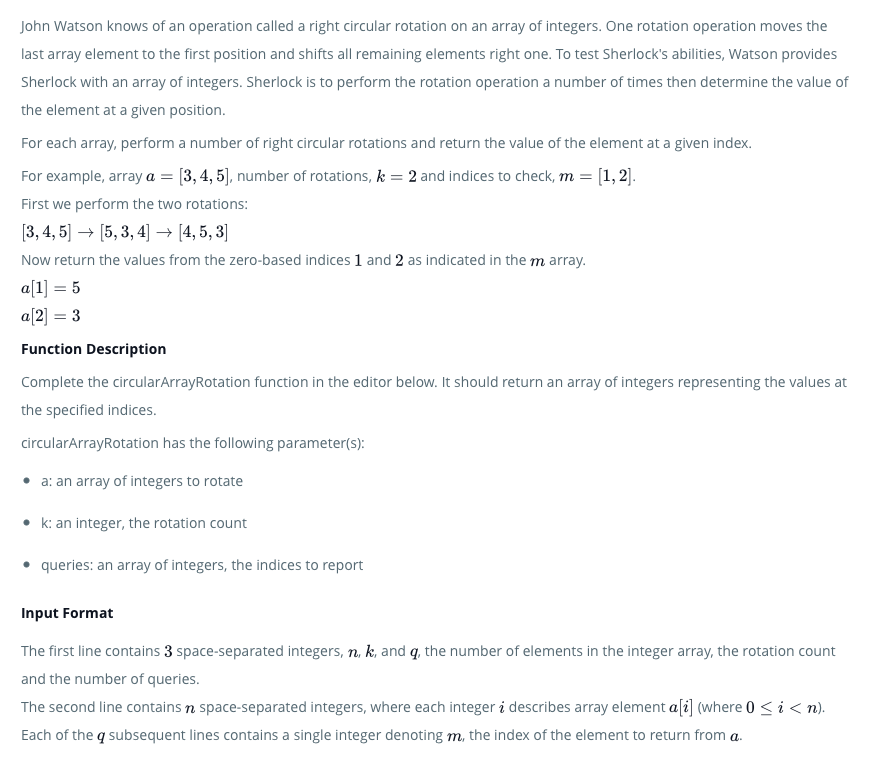 John Watson knows of an operation called a right circular rotation on an array of integers. One rotation operation moves the
last array element to the first position and shifts all remaining elements right one. To test Sherlock's abilities, Watson provides
Sherlock with an array of integers. Sherlock is to perform the rotation operation a number of times then determine the value of
the element at a given position.
For each array, perform a number of right circular rotations and return the value of the element at a given index.
For example, array a = [3, 4, 5], number of rotations, k = 2 and indices to check, m = [1, 2].
First we perform the two rotations:
[3, 4, 5] → [5, 3, 4] → [4, 5, 3]
Now return the values from the zero-based indices 1 and 2 as indicated in the m array.
a[1] = 5
a[2] = 3
Function Description
Complete the circularArrayRotation function in the editor below. It should return an array of integers representing the values at
the specified indices.
circularArrayRotation has the following parameter(s):
• a: an array of integers to rotate
• k: an integer, the rotation count
• queries: an array of integers, the indices to report
Input Format
The first line contains 3 space-separated integers, n, k, and q, the number of elements in the integer array, the rotation count
and the number of queries.
The second line contains n space-separated integers, where each integer i describes array element a[i] (where 0 ≤ i < n).
Each of the q subsequent lines contains a single integer denoting m, the index of the element to return from a.